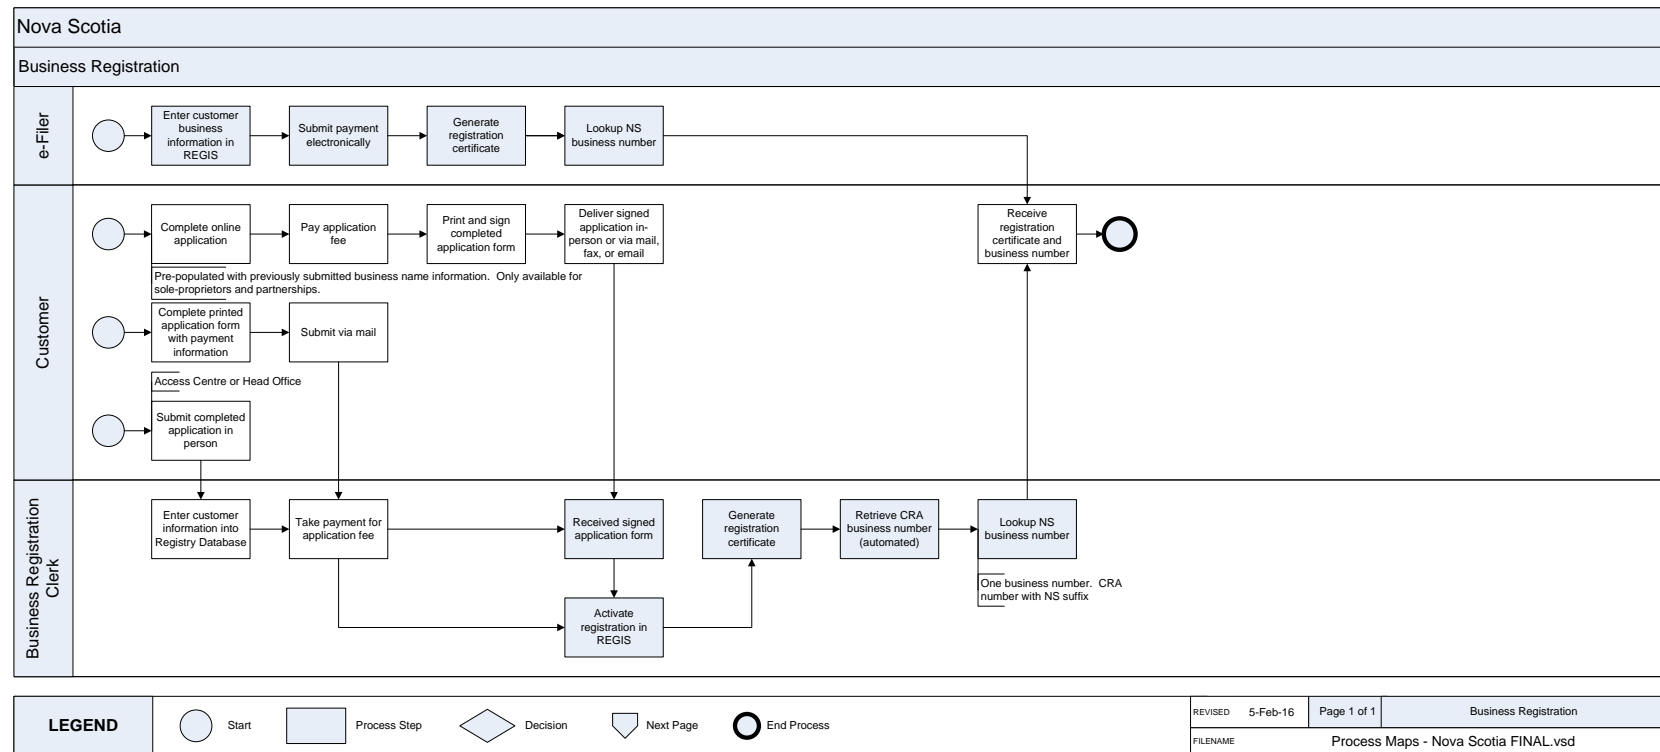 Nova Scotia
Business Registration
e-Filer
Enter customer
business
information in
REGIS
Submit payment
electronically
Generate
registration
certificate
Lookup NS
business number
Customer
Complete online
application
Pay application
fee
Print and sign
completed
application form
Deliver signed
application in-
person or via mail,
fax, or email
Receive
registration
certificate and
business number
Pre-populated with previously submitted business name information. Only available for
sole-proprietors and partnerships.
Complete printed
application form
with payment
information
Submit via mail
Access Centre or Head Office
Submit completed
application in
person
Business Registration
Clerk
Enter customer
information into
Registry Database
Take payment for
application fee
Received signed
application form
Generate
registration
certificate
Retrieve CRA
business number
(automated)
Lookup NS
business number
One business number. CRA
number with NS suffix
Activate
registration in
REGIS
LEGEND
Start
Process Step
Decision
Next Page
End Process
REVISED 5-Feb-16
Page 1 of 1
Business Registration
FILENAME
Process Maps - Nova Scotia FINAL.vsd